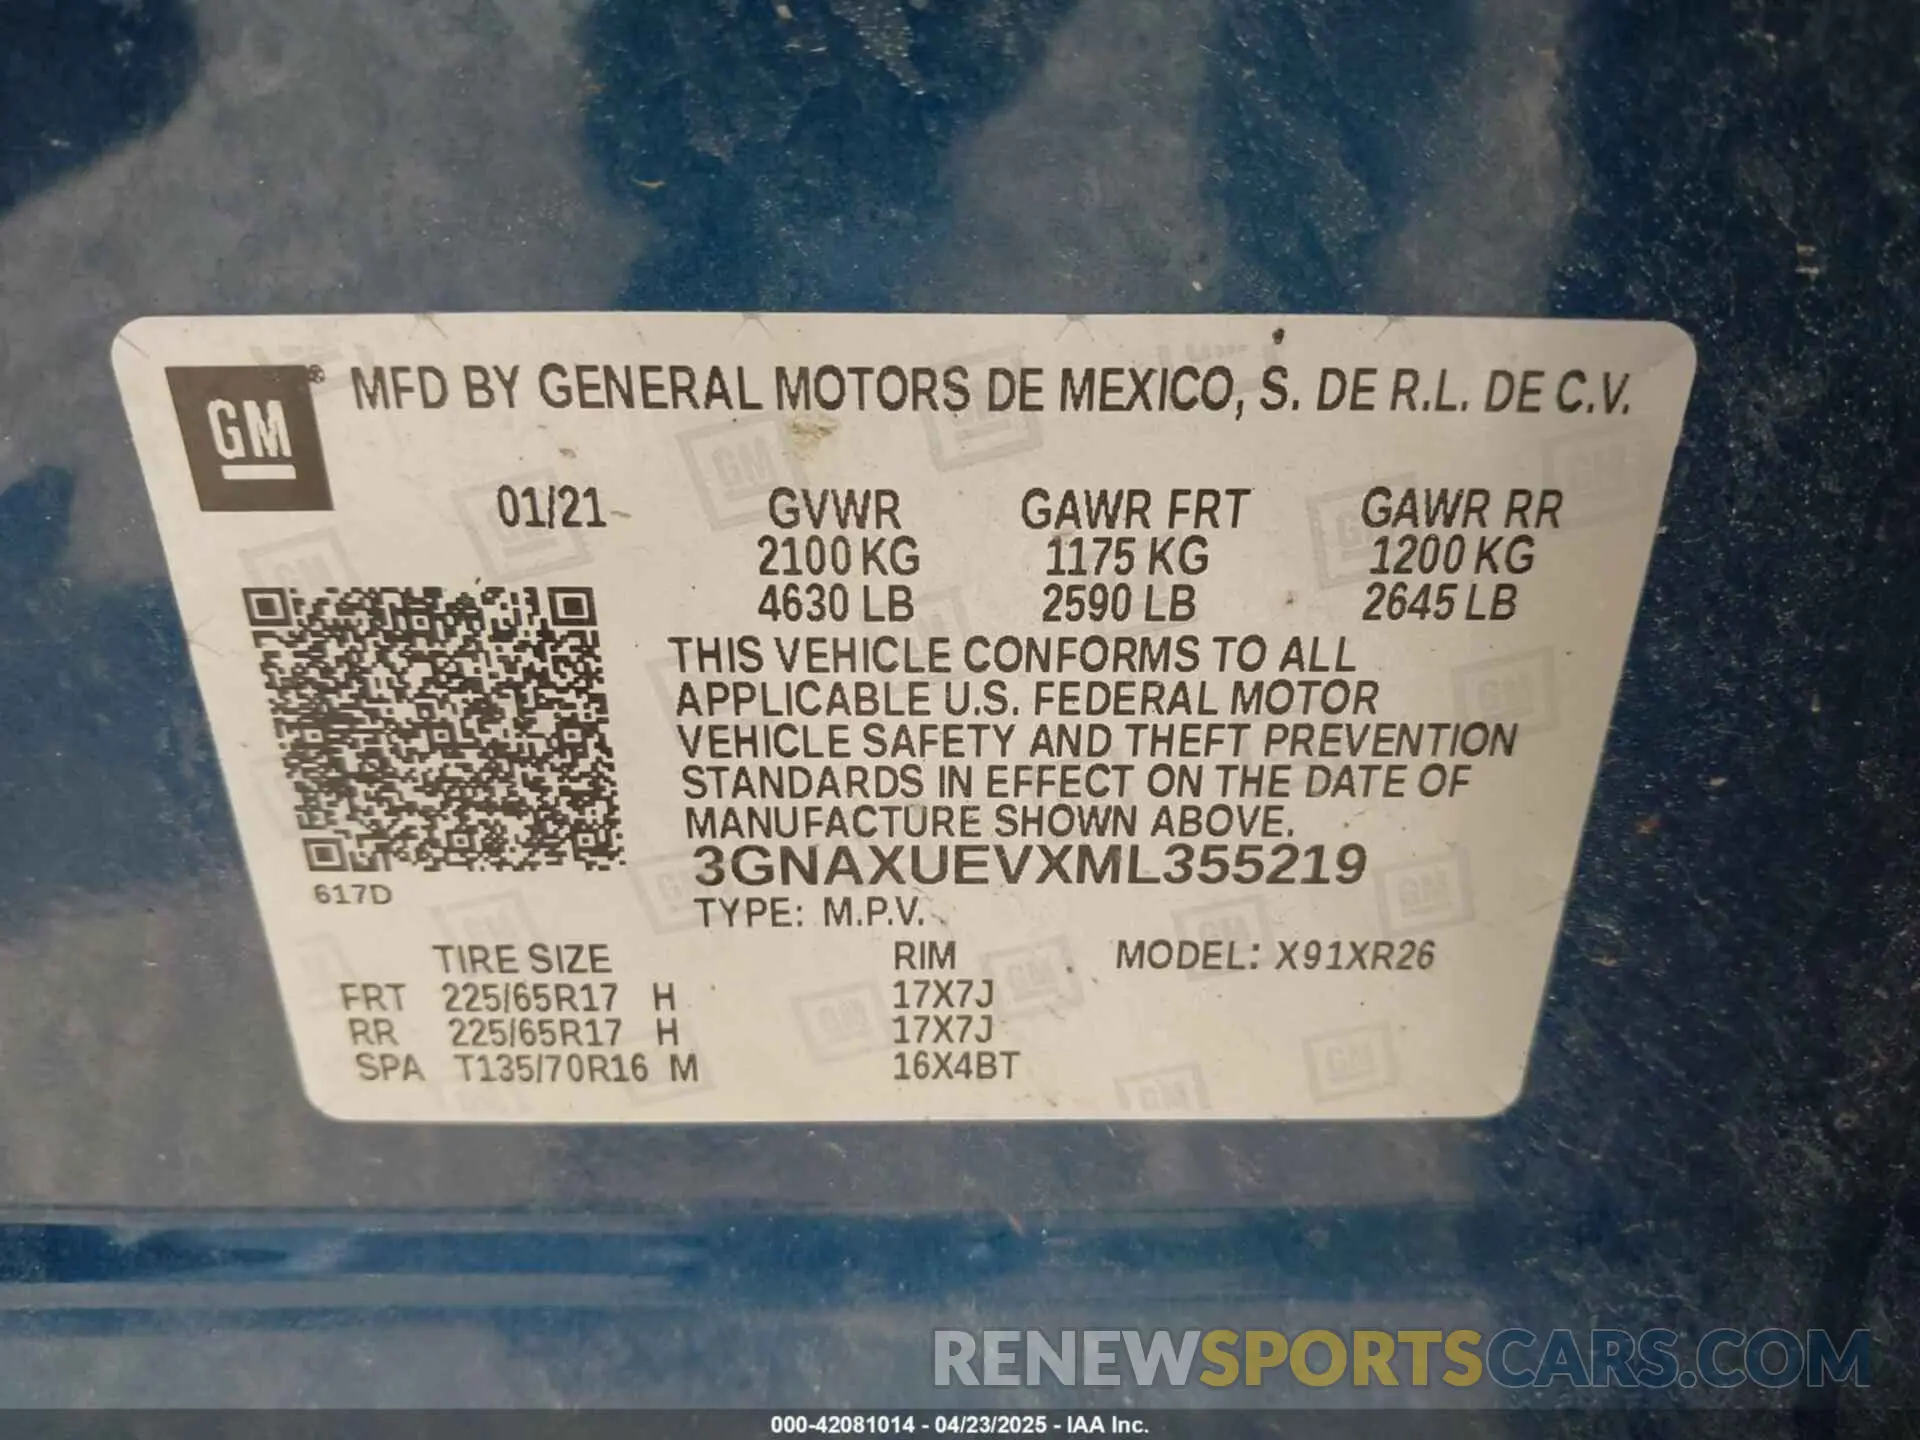 GM® MFD BY GENERAL MOTORS DE MEXICO, S. DE R.L. DE C.V.
01/21 GVWR GAWR FRT GAWR RR
2100 KG 1175 KG 1200 KG
4630 LB 2590 LB 2645 LB
THIS VEHICLE CONFORMS TO ALL
APPLICABLE U.S. FEDERAL MOTOR
VEHICLE SAFETY AND THEFT PREVENTION
STANDARDS IN EFFECT ON THE DATE OF
MANUFACTURE SHOWN ABOVE.
3GNAXUEVXML355219
617D
TYPE: M.P.V.
TIRE SIZE RIM MODEL: X91XR26
FRT 225/65R17 H 17X7J
RR 225/65R17 H 17X7J
SPA T135/70R16 M 16X4BT
RENEWSPORTSCARS.COM
000-42081014 - 04/23/2025 - IAA Inc.